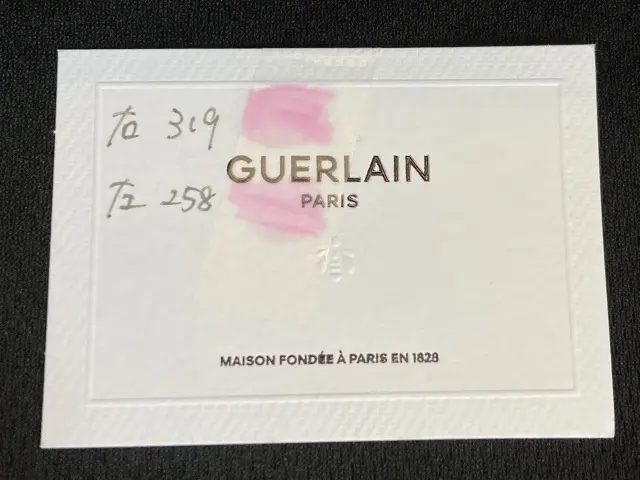 右 319
左 258
GUERLAIN
PARIS
MAISON FONDÉE À PARIS EN 1828